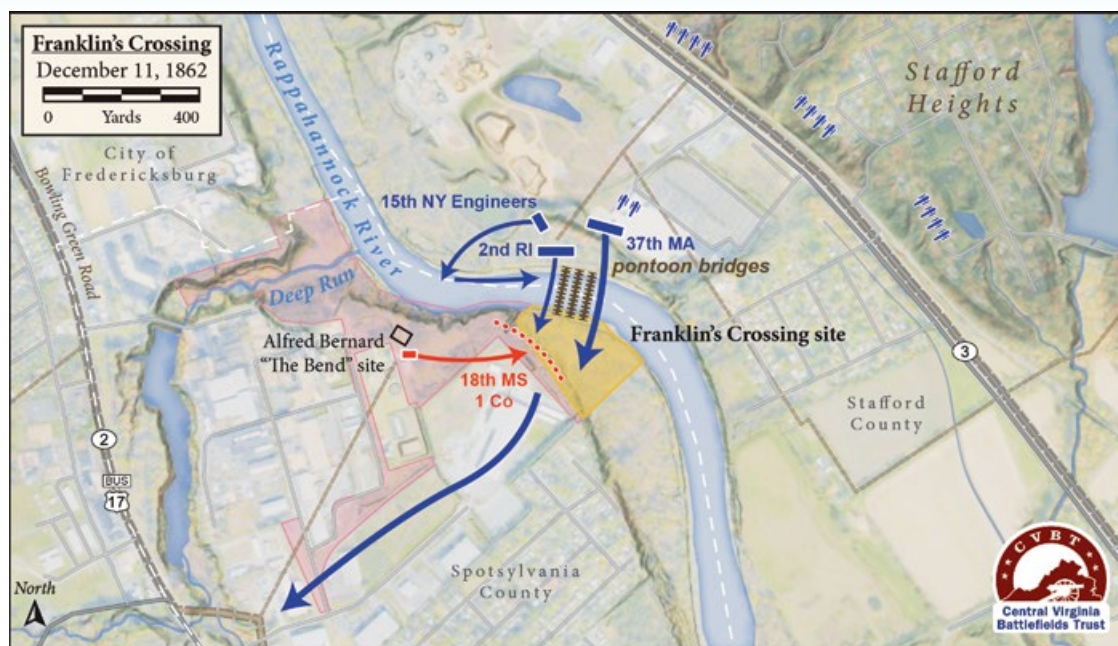 Franklin's Crossing
December 11, 1862
0 Yards 400
City of
Fredericksburg
Bowling Green Road
Rappahannock River
Stafford
Heights
15th NY Engineers
2nd RI
37th MA
pontoon bridges
Deep Run
Franklin's Crossing site
Alfred Bernard
"The Bend" site
18th MS
1 Co
3
Stafford
County
2
BUS
17
Spotsylvania
County
North
CVBT
Central Virginia
Battlefields Trust